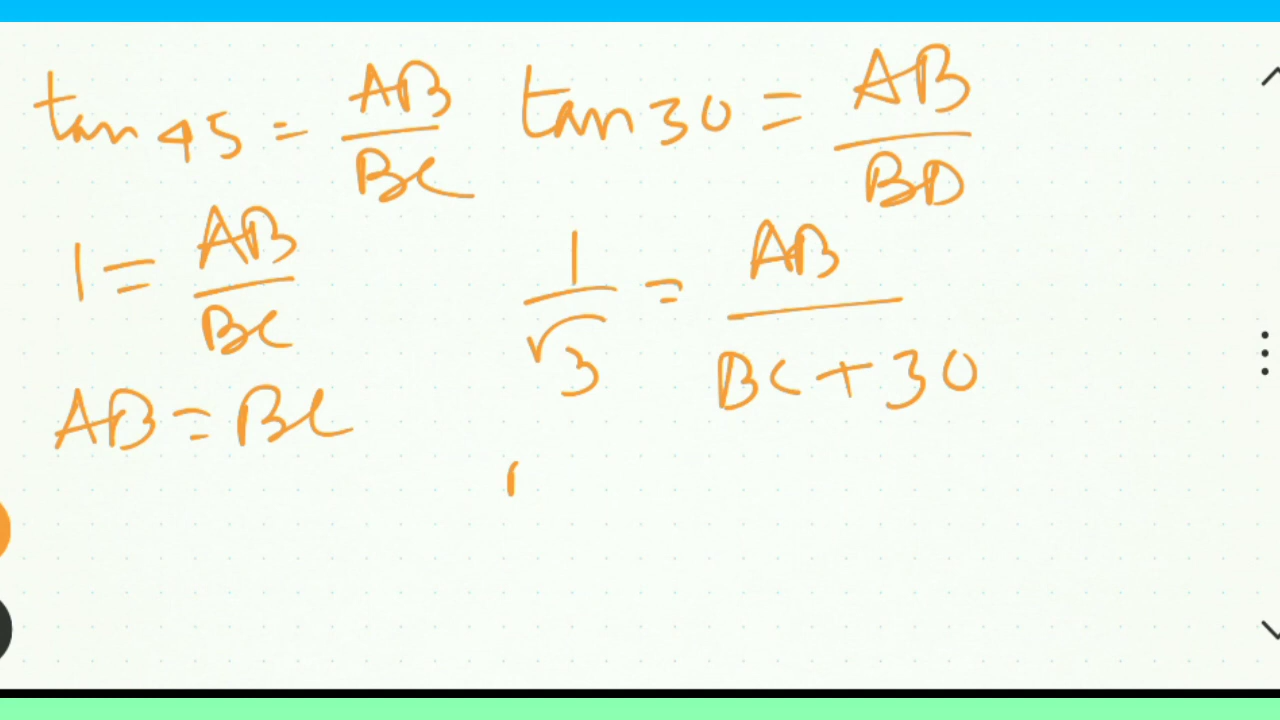 tan 45 = AB/BC
1 = AB/BC
AB = BC
tan 30 = AB/BD
1/√3 = AB/BC+30